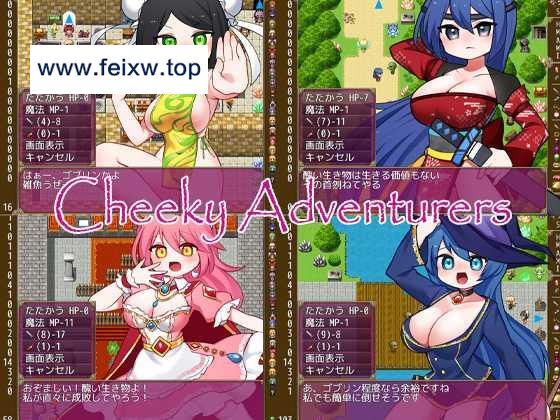 www.feixw.top
たたかう HP-0
魔法 MP-1
(4)-8
(0)-1
画面表示
キャンセル
はぁー、ゴブリンかよ
16
たたかう HP-7
魔法 MP-1
(7)-11
(1)-1
画面表示
キャンセル
醜い生き物は生きる価値もない
の首刎ねてやる
Cheeky Adventurers
たたかう HP-0
魔法 MP-11
(8)-17
(1)-1
画面表示
キャンセル
おぞましい!醜い生き物よ!
私が直々に成敗してやろう!
たたかう HP-0
魔法 MP-1
(9)-8
(1)-1
画面表示
キャンセル
あ、ゴブリン程度なら余裕ですね
私でも簡単に倒せそうです